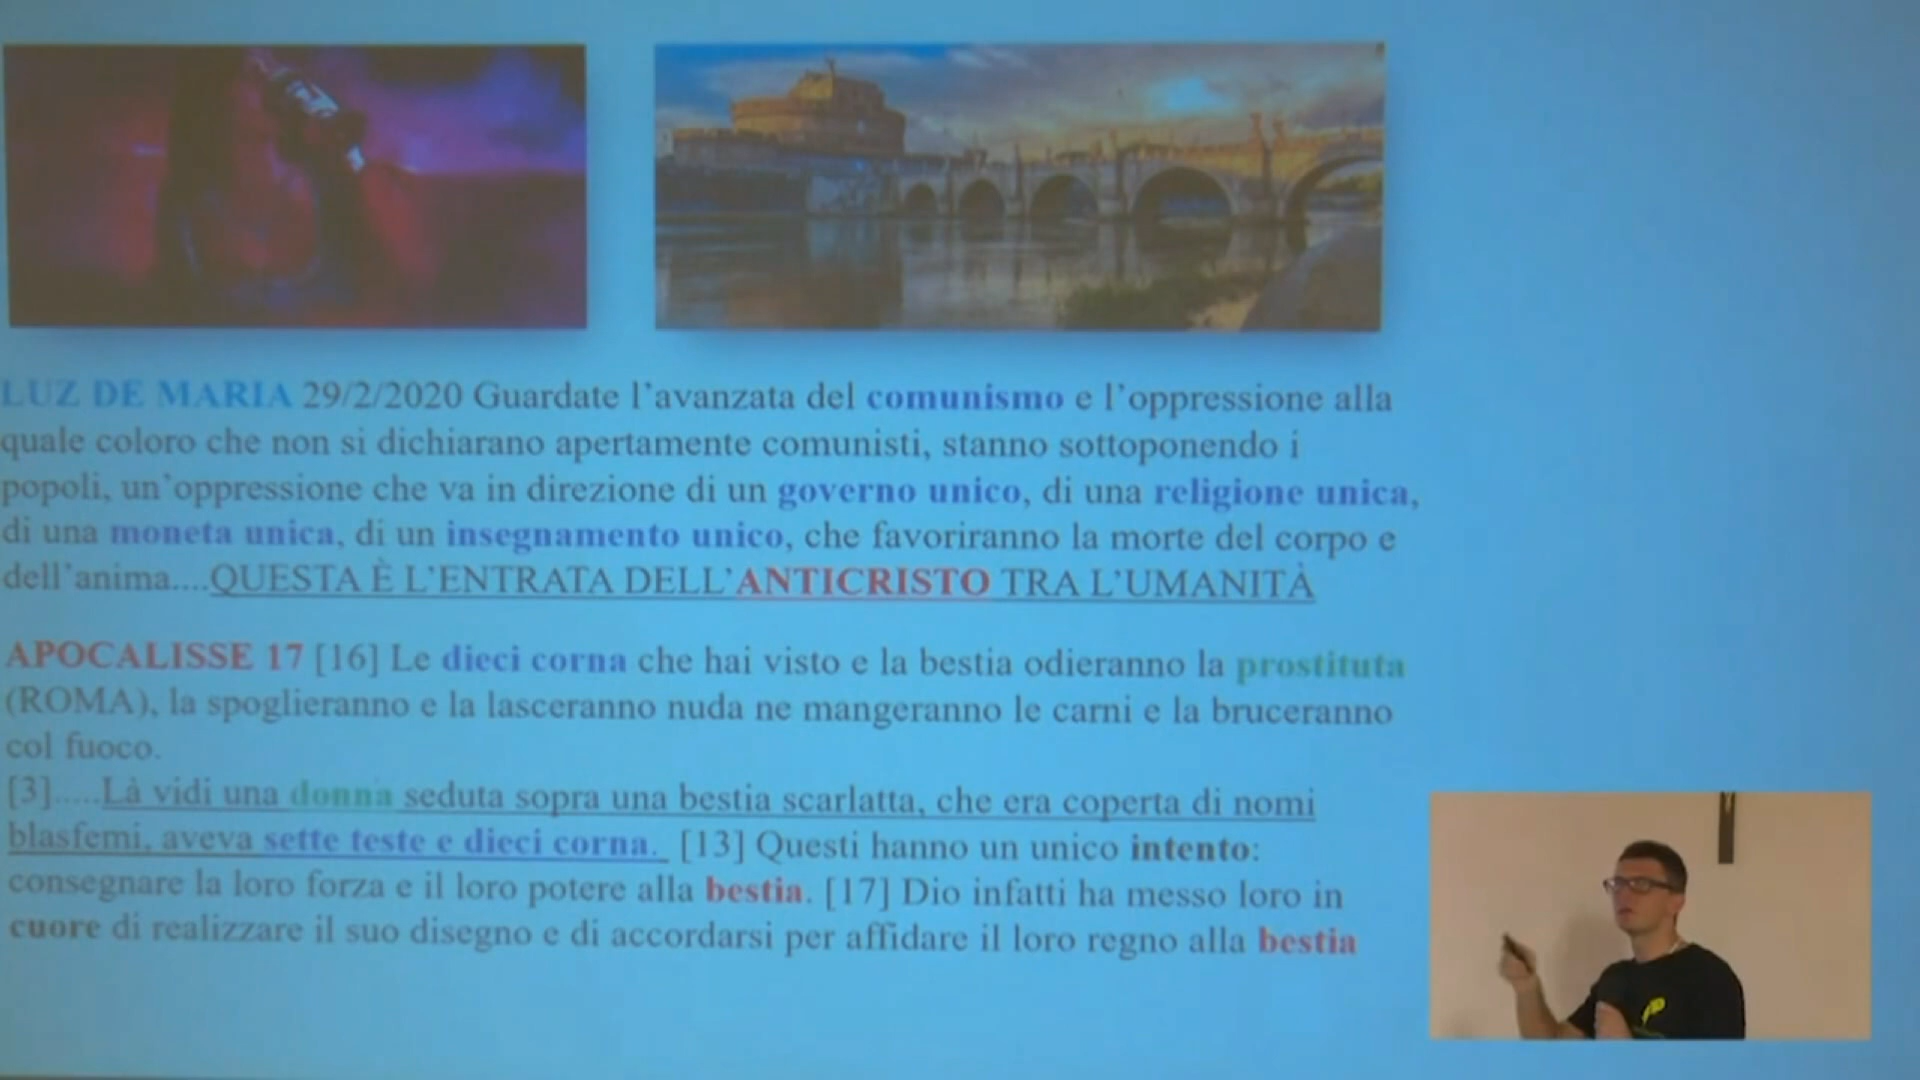 LUZ DE MARIA 29/2/2020 Guardate l’avanzata del comunismo e l’oppressione alla
quale coloro che non si dichiarano apertamente comunisti, stanno sottoponendo i
popoli, un’oppressione che va in direzione di un governo unico, di una religione unica,
di una moneta unica, di un insegnamento unico, che favoriranno la morte del corpo e
dell’anima....QUESTA È L’ENTRATA DELL’ANTICRISTO TRA L’UMANITÀ
APOCALISSE 17 [16] Le dieci corna che hai visto e la bestia odieranno la prostituta
(ROMA), la spoglieranno e la lasceranno nuda ne mangeranno le carni e la bruceranno
col fuoco.
[3].....Là vidi una donna seduta sopra una bestia scarlatta, che era coperta di nomi
blasfemi, aveva sette teste e dieci corna. [13] Questi hanno un unico intento:
consegnare la loro forza e il loro potere alla bestia. [17] Dio infatti ha messo loro in
cuore di realizzare il suo disegno e di accordarsi per affidare il loro regno alla bestia